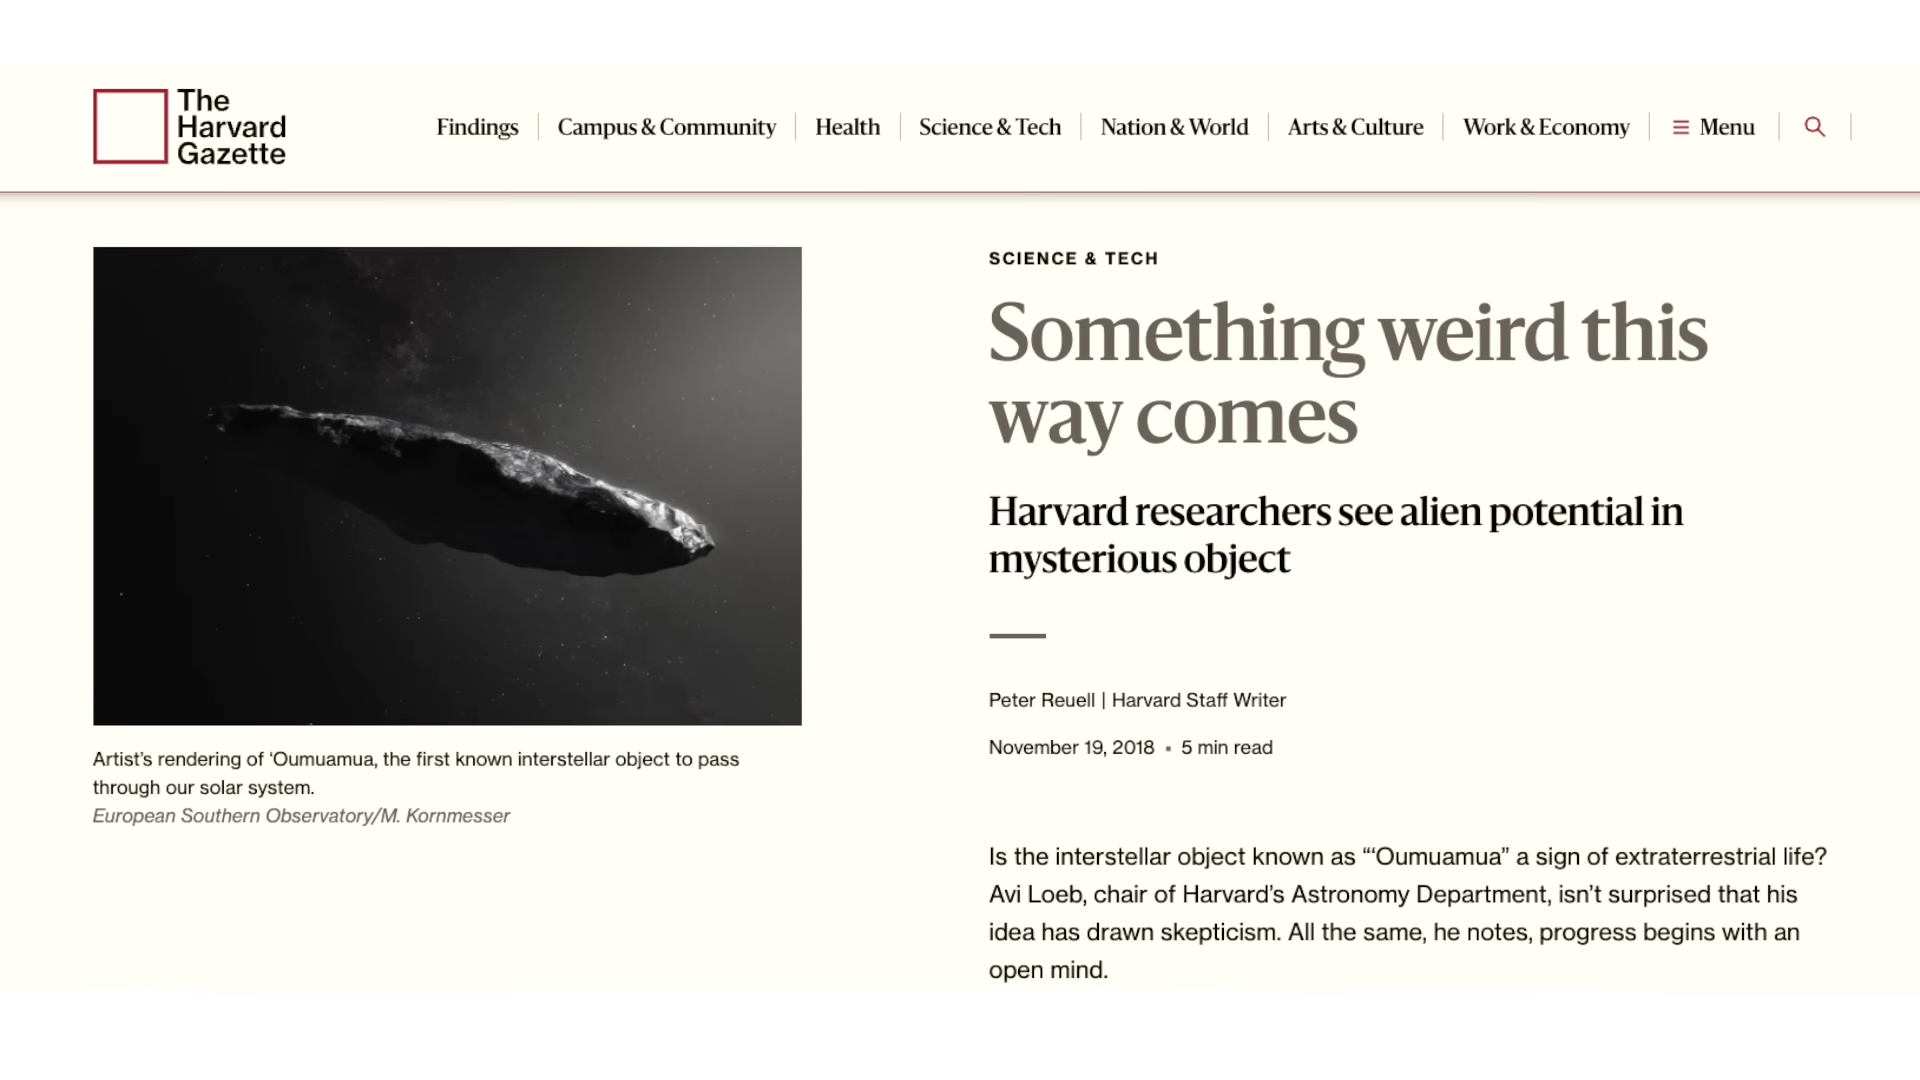 The
Harvard
Gazette
Findings
Campus & Community
Health
Science & Tech
Nation & World
Arts & Culture
Work & Economy
Menu
Artist’s rendering of ‘Oumuamua, the first known interstellar object to pass
through our solar system.
European Southern Observatory/M. Kornmesser
SCIENCE & TECH
Something weird this
way comes
Harvard researchers see alien potential in
mysterious object
Peter Reuell | Harvard Staff Writer
November 19, 2018 ▪ 5 min read
Is the interstellar object known as “‘Oumuamua” a sign of extraterrestrial life?
Avi Loeb, chair of Harvard’s Astronomy Department, isn’t surprised that his
idea has drawn skepticism. All the same, he notes, progress begins with an
open mind.